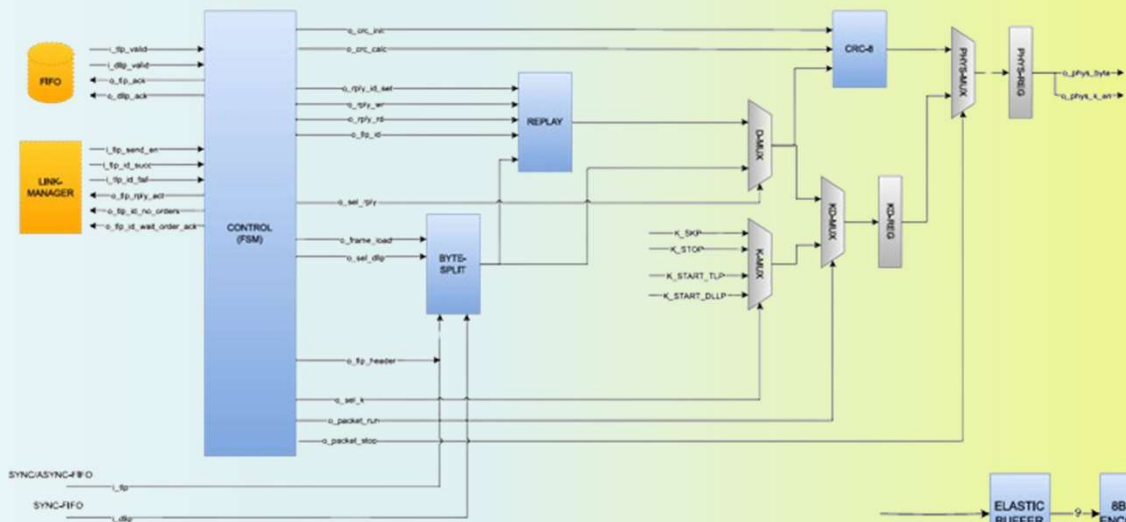 o_crc_init
o_crc_calc
CRC-8
PHYS-MUX
PHYS-REG
o_phys_byte
o_phys_k_en
FIFO
i_tlp_valid
i_dllp_valid
o_tlp_ack
o_dllp_ack
o_rply_id_sel
o_rply_wr
o_rply_rd
o_tlp_id
REPLAY
D-MUX
LINK-
MANAGER
i_tlp_send_en
i_tlp_id_succ
i_tlp_id_fail
o_tlp_rply_act
o_tlp_id_no_orders
o_tlp_id_wait_order_ack
CONTROL
(FSM)
o_sel_rply
o_frame_load
o_sel_dllp
BYTE-
SPLIT
K_SKP
K_STOP
K_START_TLP
K_START_DLLP
K-MUX
KD-MUX
KD-REG
o_tlp_header
o_sel_k
o_packet_run
o_packet_stop
SYNC/ASYNC-FIFO
i_tlp
SYNC-FIFO
i_dllp
ELASTIC
BUFFER
9
8B
ENC